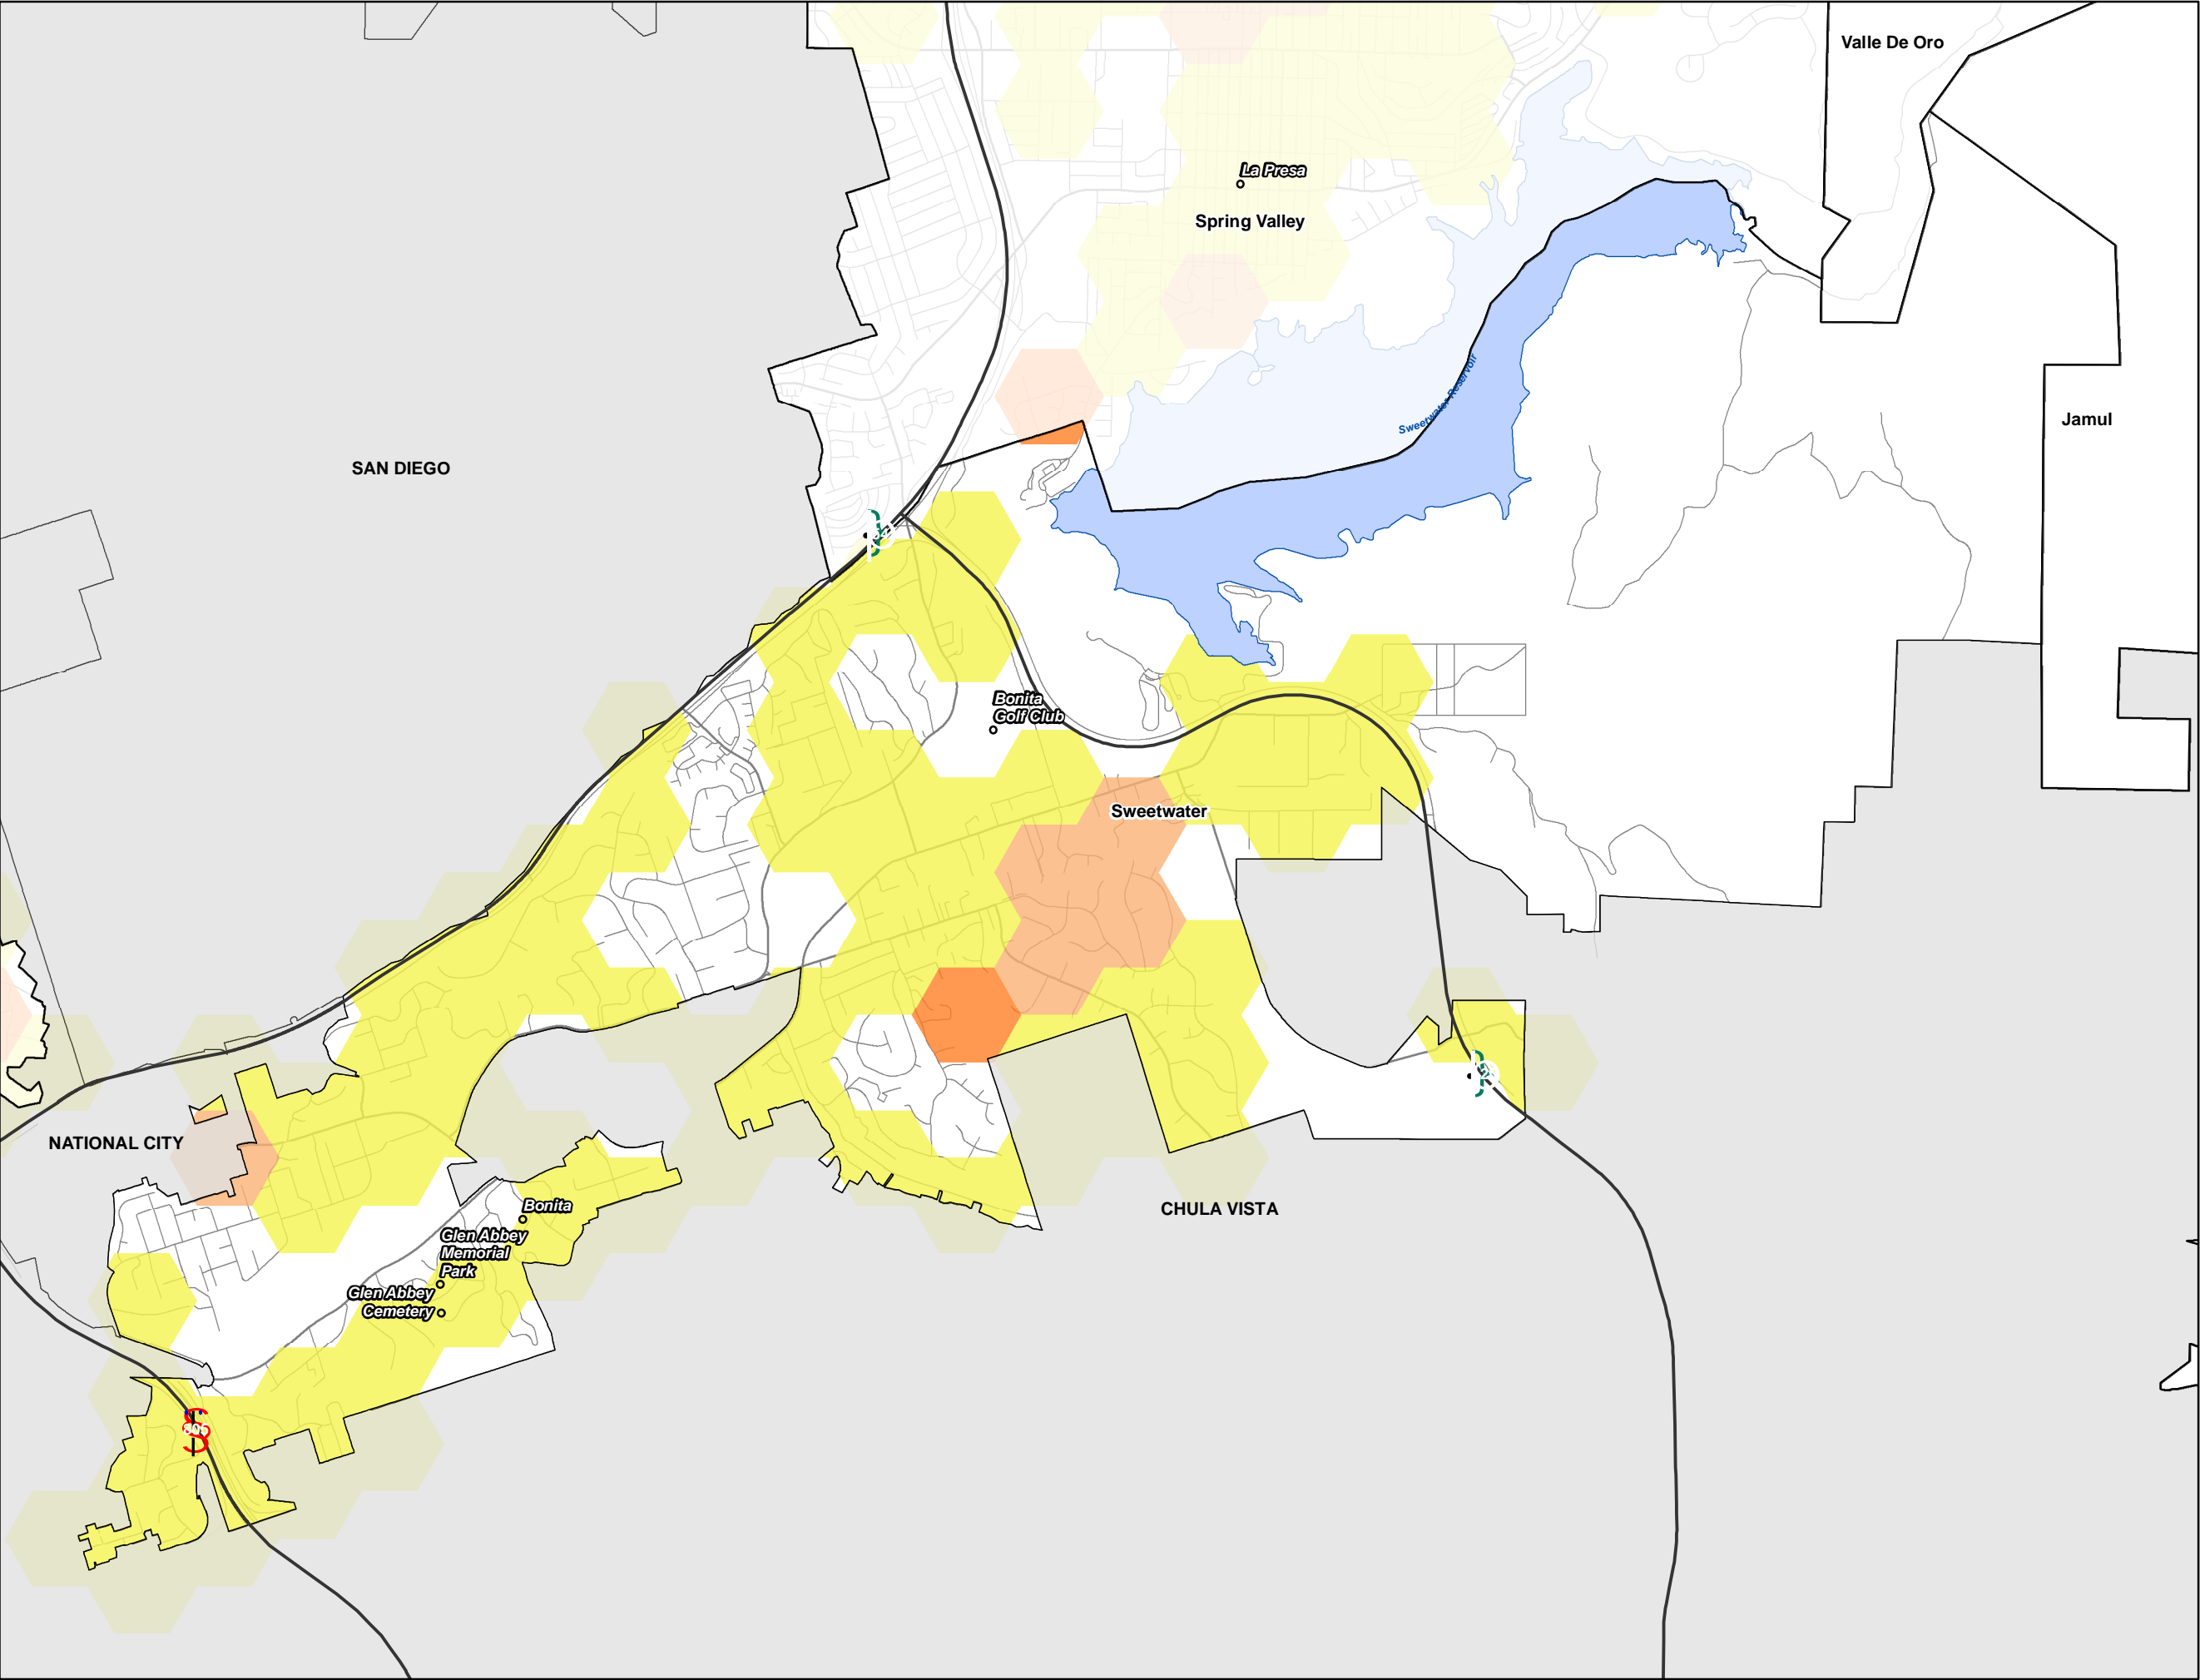 Valle De Oro
La Presa
Spring Valley
Sweetwater Reservoir
Jamul
SAN DIEGO
Bonita
Golf Club
Sweetwater
NATIONAL CITY
Bonita
CHULA VISTA
Glen Abbey
Memorial
Park
Glen Abbey
Cemetery
805